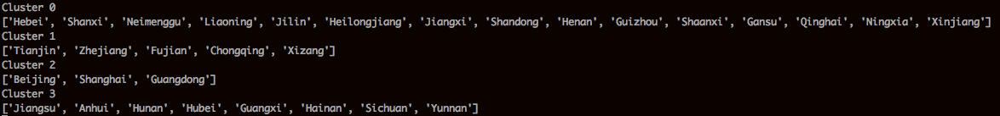 Cluster 0
['Hebei', 'Shanxi', 'Neimenggu', 'Liaoning', 'Jilin', 'Heilongjiang', 'Jiangxi', 'Shandong', 'Henan', 'Guizhou', 'Shaanxi', 'Gansu', 'Qinghai', 'Ningxia', 'Xinjiang']
Cluster 1
['Tianjin', 'Zhejiang', 'Fujian', 'Chongqing', 'Xizang']
Cluster 2
['Beijing', 'Shanghai', 'Guangdong']
Cluster 3
['Jiangsu', 'Anhui', 'Hunan', 'Hubei', 'Guangxi', 'Hainan', 'Sichuan', 'Yunnan']